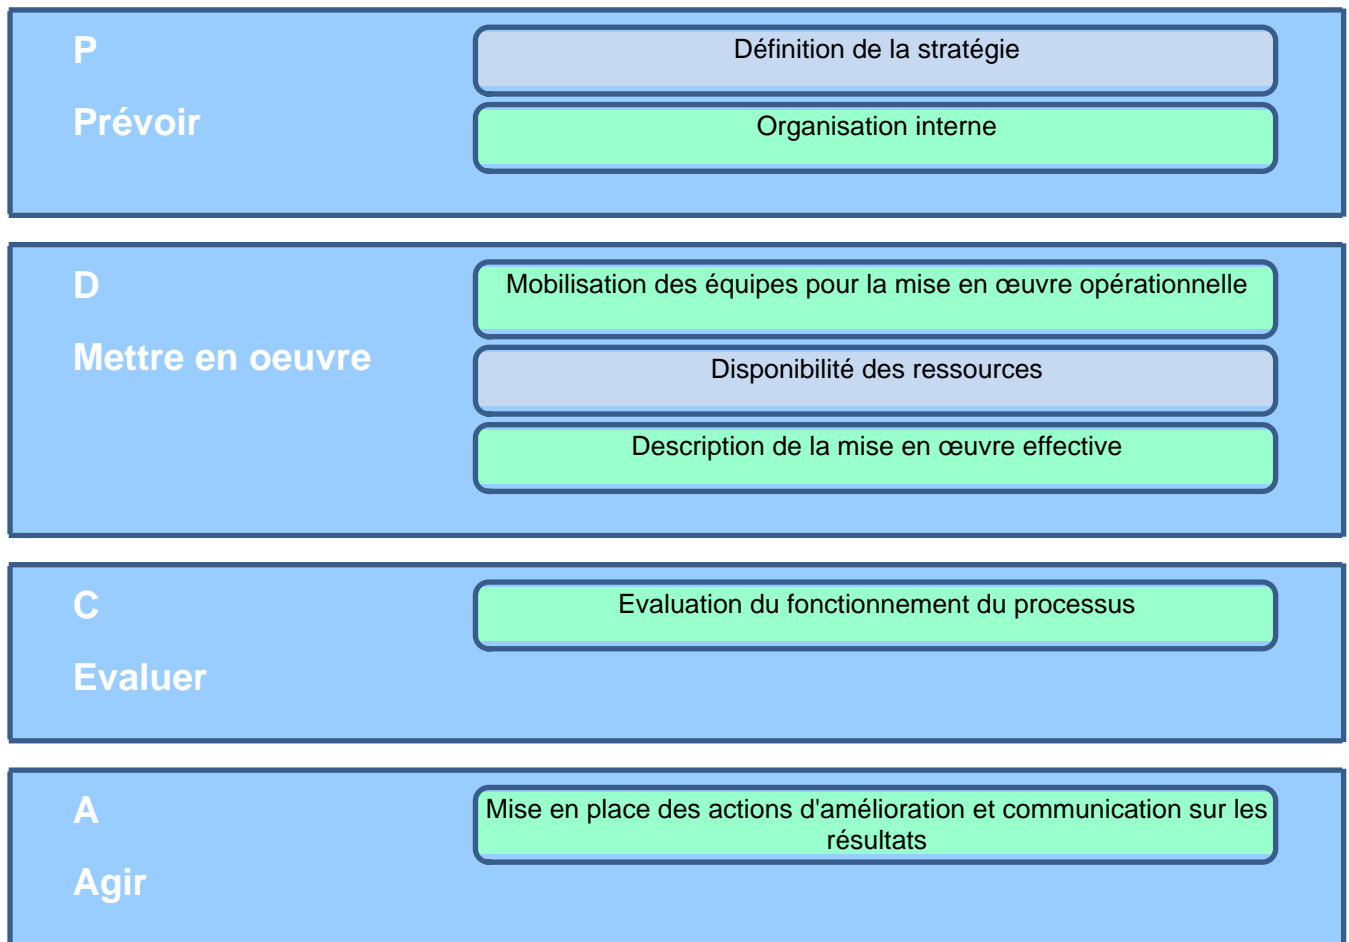 P
Prévoir
Définition de la stratégie
Organisation interne
D
Mettre en oeuvre
Mobilisation des équipes pour la mise en œuvre opérationnelle
Disponibilité des ressources
Description de la mise en œuvre effective
C
Evaluer
Evaluation du fonctionnement du processus
A
Agir
Mise en place des actions d'amélioration et communication sur les
résultats